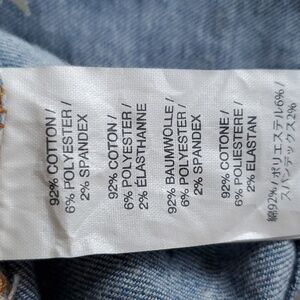 92% COTTON /
6% POLYESTER /
2% SPANDEX
92% COTON /
6% POLYESTER /
2% ÉLASTHANNE
92% BAUMWOLLE /
6% POLYESTER /
2% SPANDEX
92% COTONE /
6% POLIESTERE /
2% ELASTAN
綿92% / ポリエステル6% /
スパンデックス2%